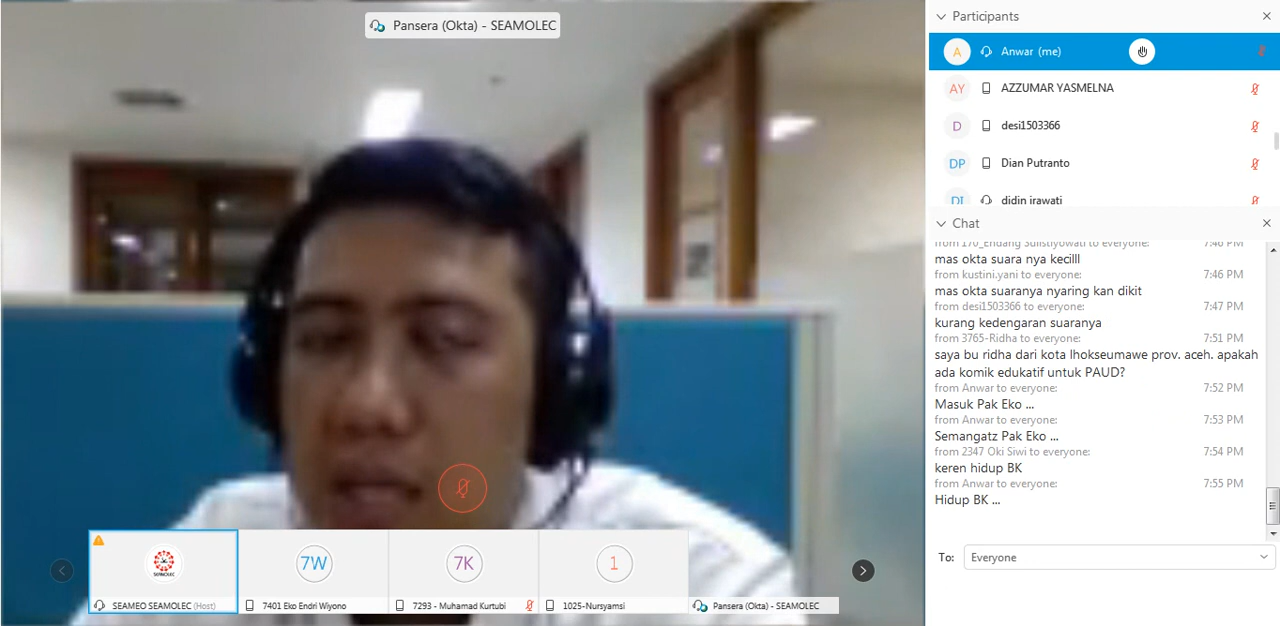 Pansera (Okta) - SEAMOLEC
SEAMOLEC
SEAMEO SEAMOLEC (Host)
7W
7401 Eko Endri Wiyono
7K
7293 - Muhamad Kurtubi
1
1025-Nursyamsi
Pansera (Okta) - SEAMOLEC
Participants
A
Anwar (me)
AY
AZZUMAR YASMELNA
D
desi1503366
DP
Dian Putranto
DI
didin irawati
Chat
from 170_Endang Sulistiyowati to everyone: 7:46 PM
mas okta suara nya kecilll
from kustini.yani to everyone: 7:46 PM
mas okta suaranya nyaring kan dikit
from desi1503366 to everyone: 7:47 PM
kurang kedengaran suaranya
from 3765-Ridha to everyone: 7:51 PM
saya bu ridha dari kota lhokseumawe prov. aceh. apakah
ada komik edukatif untuk PAUD?
from Anwar to everyone: 7:52 PM
Masuk Pak Eko ...
from Anwar to everyone: 7:53 PM
Semangatz Pak Eko ...
from 2347 Oki Siwi to everyone: 7:54 PM
keren hidup BK
from Anwar to everyone: 7:55 PM
Hidup BK ...
To: Everyone